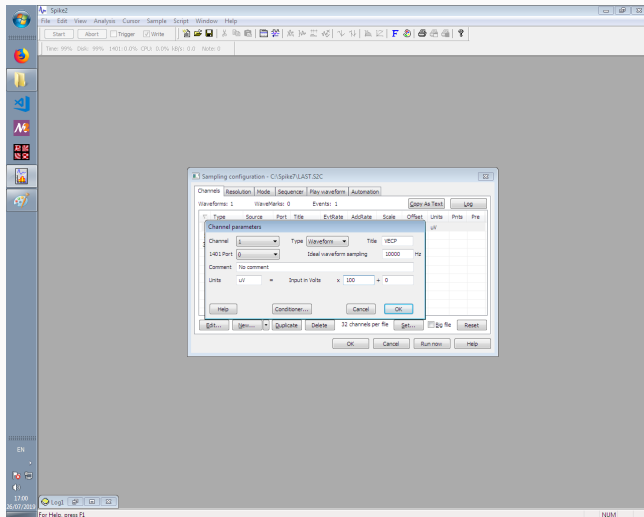 Spike2
File Edit View Analysis Cursor Sample Script Window Help
Start Abort Trigger Write
Time: 99% Disk: 99% 1401: 0.0% CPU: 0.0% kB/s: 0.0 Note: 0
Sampling configuration - C:\Spike7\LAST.S2C
Channels Resolution Mode Sequencer Play waveform Automation
Waveforms: 1 WaveMarks: 0 Events: 1 Copy As Text Log
Type Source Port Title EvtRate AddRate Scale Offset Units Pnts Pre
uV
Channel parameters
Channel 1 Type Waveform Title VECP
1401 Port 0 Ideal waveform sampling 10000 Hz
Comment No comment
Units uV = Input in Volts x 100 + 0
Help Conditioner... Cancel OK
Edit... New... Duplicate Delete 32 channels per file Set... Big file Reset
OK Cancel Run now Help
EN
17:00
26/07/2019
Log1
For Help, press F1 NUM